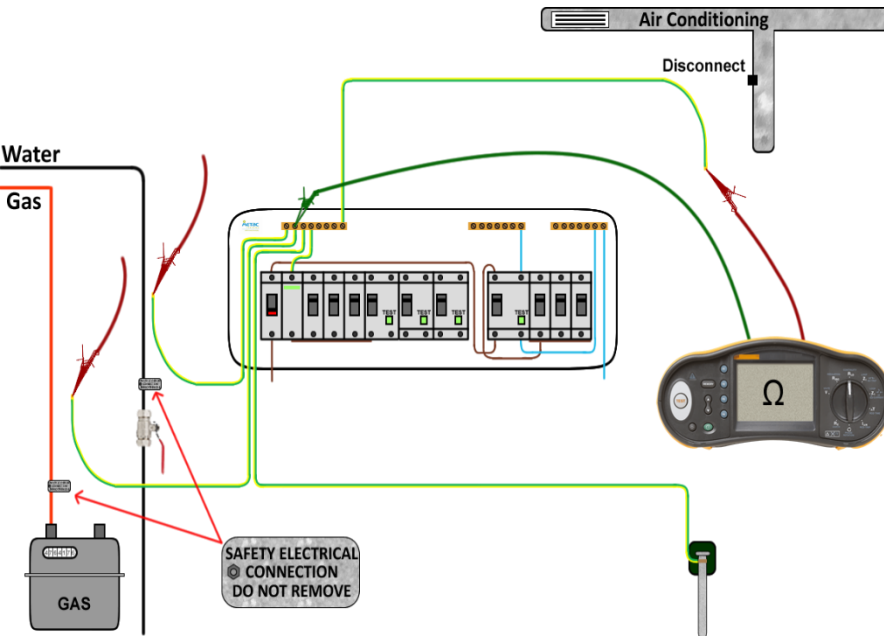 Air Conditioning
Disconnect
Water
Gas
TEST
TEST
TEST
TEST
Ω
SAFETY ELECTRICAL
CONNECTION
DO NOT REMOVE
GAS